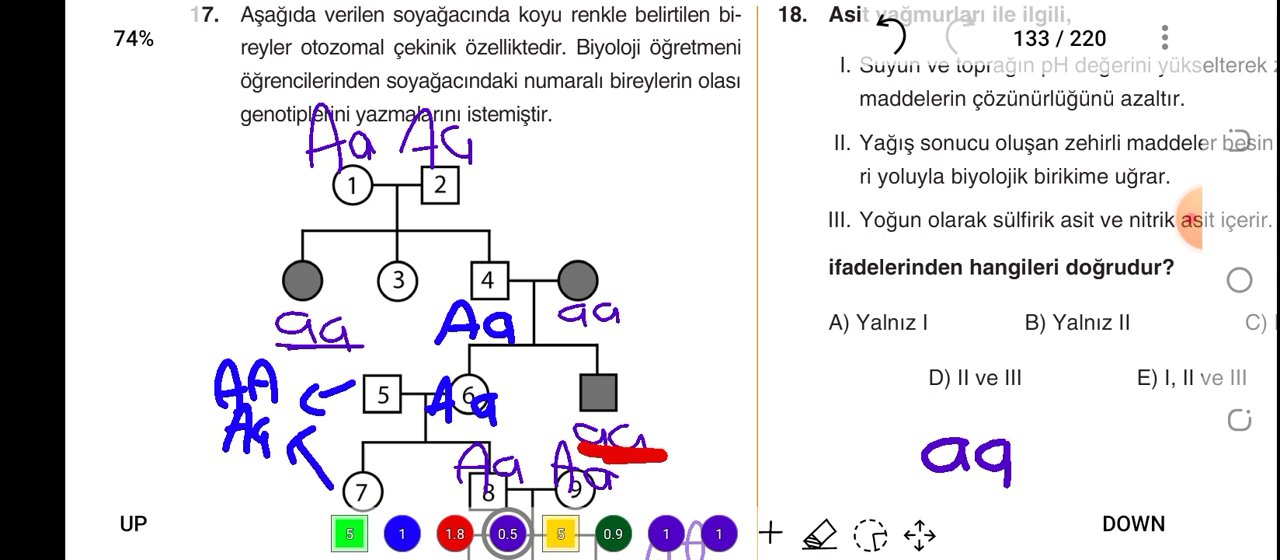 74%
17. Aşağıda verilen soyağacında koyu renkle belirtilen bi-
reyler otozomal çekinik özelliktedir. Biyoloji öğretmeni
öğrencilerinden soyağacındaki numaralı bireylerin olası
genotiplerini yazmalarını istemiştir.
Aa Aa
1 2
3 4
aa Aa aa
5 6
AA Aa
Aa
aa
Aa Aa
7 8 9
UP
5 1 1.8 0.5 5 0.9 1 1
18. Asit yağmurları ile ilgili,
133 / 220
I. Suyun ve toprağın pH değerini yükselterek
maddelerin çözünürlüğünü azaltır.
II. Yağış sonucu oluşan zehirli maddeler besin
ri yoluyla biyolojik birikime uğrar.
III. Yoğun olarak sülfirik asit ve nitrik asit içerir.
ifadelerinden hangileri doğrudur?
A) Yalnız I B) Yalnız II C)
D) II ve III E) I, II ve III
aa
DOWN